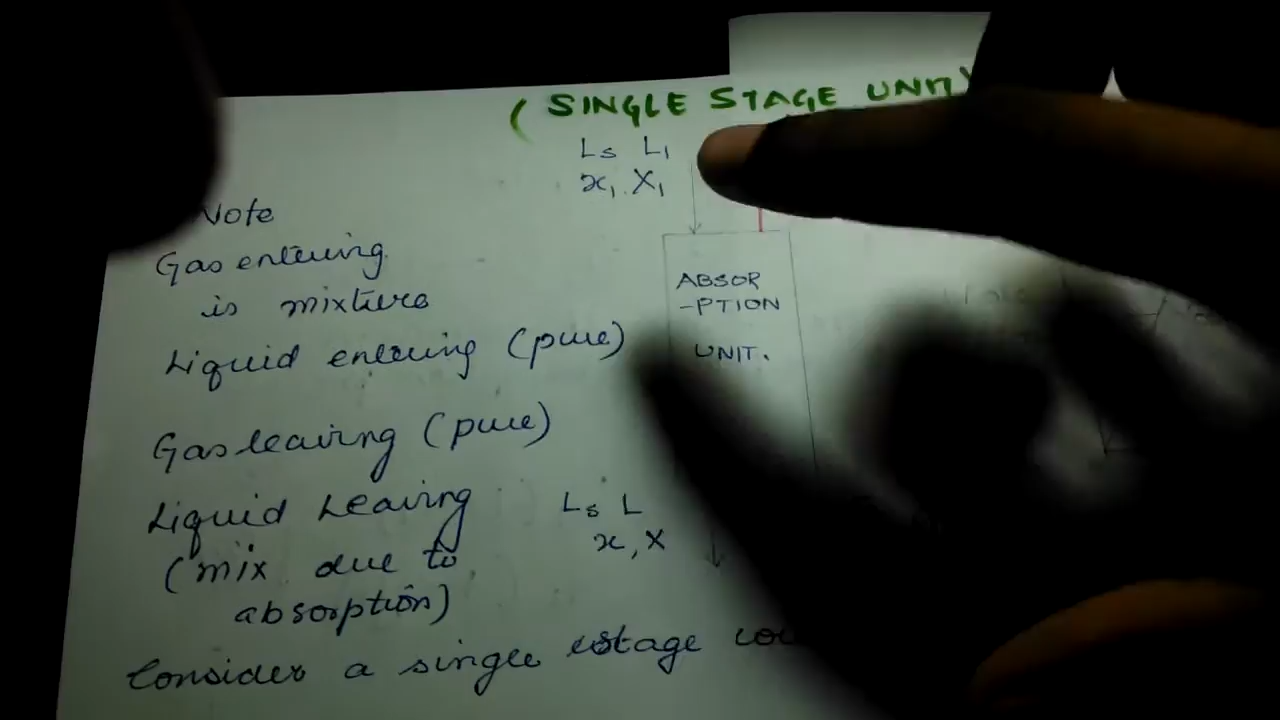 ( SINGLE STAGE UNIT)
Ls L1
x1, X1
Note
Gas entering
is mixture
Liquid entering (pure)
ABSOR
-PTION
UNIT.
Gas leaving (pure)
Liquid Leaving
(mix due to
absorption)
Ls L
x, X
Consider a single stage